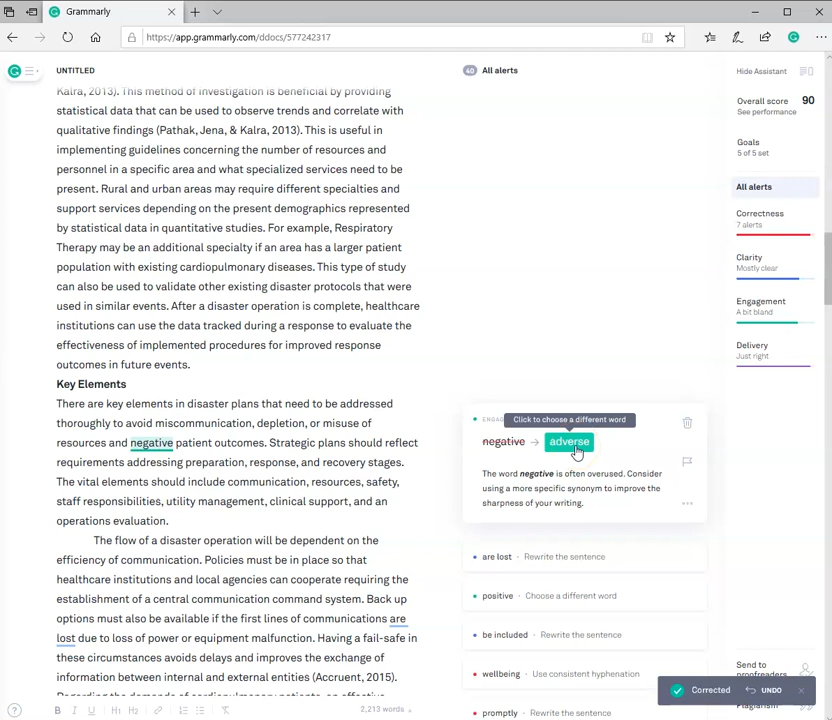 Grammarly
https://app.grammarly.com/ddocs/577242317
UNTITLED
40 All alerts
Hide Assistant
Kalra, 2013). This method of investigation is beneficial by providing
statistical data that can be used to observe trends and correlate with
qualitative findings (Pathak, Jena, & Kalra, 2013). This is useful in
implementing guidelines concerning the number of resources and
personnel in a specific area and what specialized services need to be
present. Rural and urban areas may require different specialties and
support services depending on the present demographics represented
by statistical data in quantitative studies. For example, Respiratory
Therapy may be an additional specialty if an area has a larger patient
population with existing cardiopulmonary diseases. This type of study
can also be used to validate other existing disaster protocols that were
used in similar events. After a disaster operation is complete, healthcare
institutions can use the data tracked during a response to evaluate the
effectiveness of implemented procedures for improved response
outcomes in future events.
Key Elements
There are key elements in disaster plans that need to be addressed
thoroughly to avoid miscommunication, depletion, or misuse of
resources and negative patient outcomes. Strategic plans should reflect
requirements addressing preparation, response, and recovery stages.
The vital elements should include communication, resources, safety,
staff responsibilities, utility management, clinical support, and an
operations evaluation.
The flow of a disaster operation will be dependent on the
efficiency of communication. Policies must be in place so that
healthcare institutions and local agencies can cooperate requiring the
establishment of a central communication command system. Back up
options must also be available if the first lines of communications are
lost due to loss of power or equipment malfunction. Having a fail-safe in
these circumstances avoids delays and improves the exchange of
information between internal and external entities (Accruent, 2015).
Regarding the demands of cardiopulmonary patients, an effective
B I U H1 H2
2,213 words
ENGAG
Click to choose a different word
negative → adverse
The word negative is often overused. Consider
using a more specific synonym to improve the
sharpness of your writing.
are lost · Rewrite the sentence
positive · Choose a different word
be included · Rewrite the sentence
wellbeing · Use consistent hyphenation
promptly · Rewrite the sentence
Overall score 90
See performance
Goals
5 of 5 set
All alerts
Correctness
7 alerts
Clarity
Mostly clear
Engagement
A bit bland
Delivery
Just right
Send to
proofreaders
Plagiarism
Corrected
UNDO